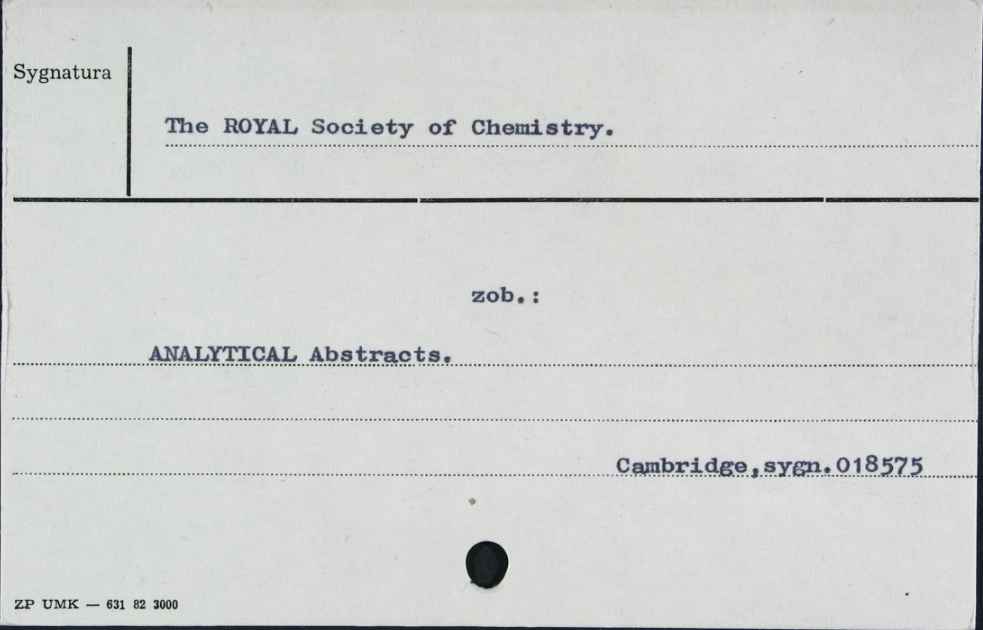 Sygnatura
The ROYAL Society of Chemistry.
zob.:
ANALYTICAL Abstracts.
Cambridge,sygn.018575
ZP UMK — 631 82 3000